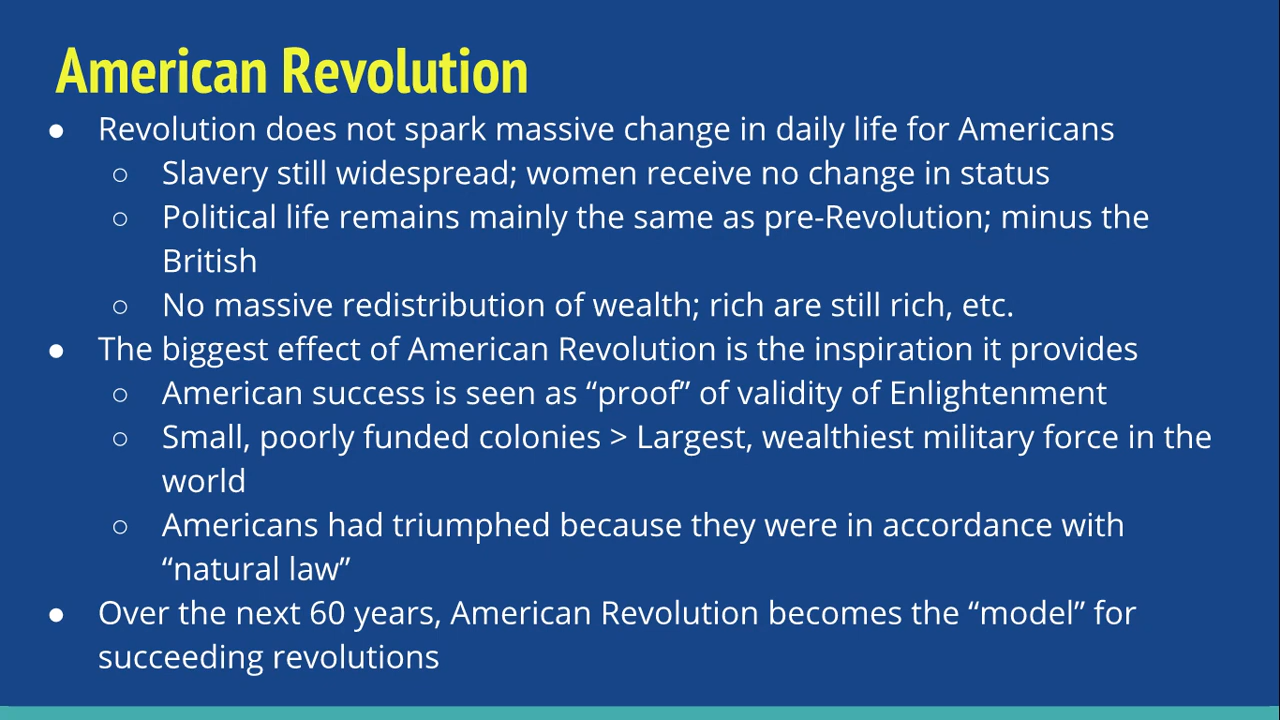 American Revolution
● Revolution does not spark massive change in daily life for Americans
○ Slavery still widespread; women receive no change in status
○ Political life remains mainly the same as pre-Revolution; minus the
British
○ No massive redistribution of wealth; rich are still rich, etc.
● The biggest effect of American Revolution is the inspiration it provides
○ American success is seen as “proof” of validity of Enlightenment
○ Small, poorly funded colonies > Largest, wealthiest military force in the
world
○ Americans had triumphed because they were in accordance with
“natural law”
● Over the next 60 years, American Revolution becomes the “model” for
succeeding revolutions